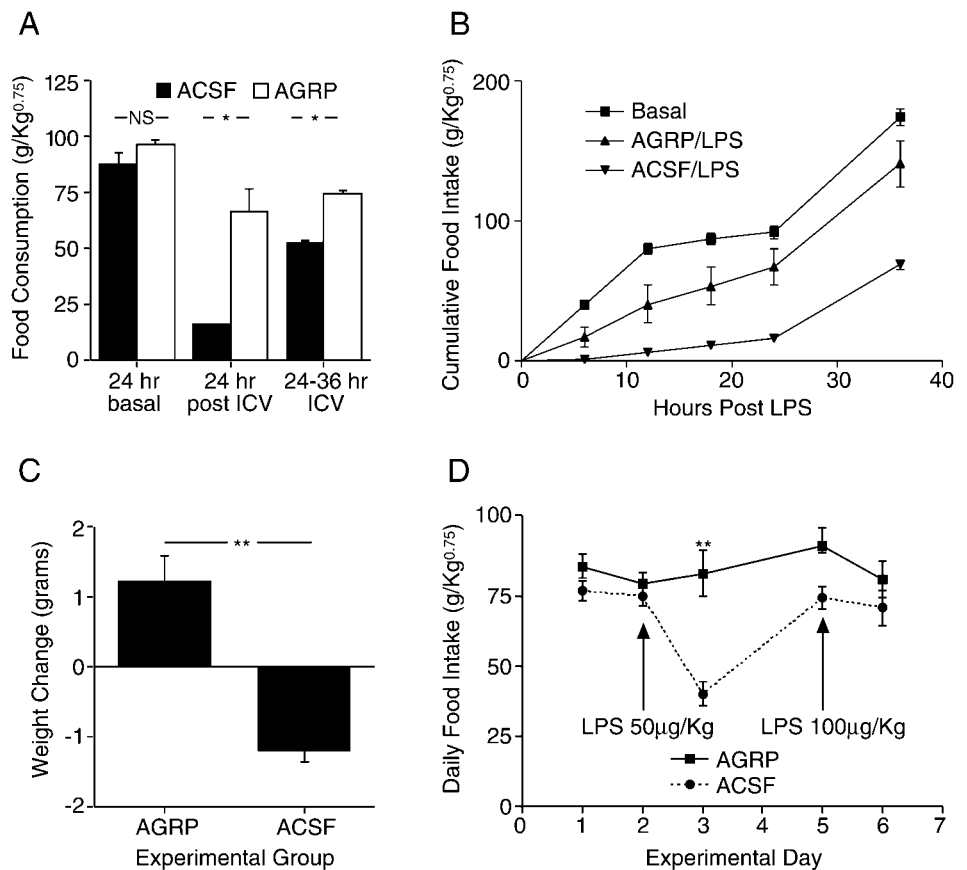 A
Food Consumption (g/Kg0.75)
125
100
75
50
25
0
ACSF
AGRP
NS
*
*
24 hr
basal
24 hr
post ICV
24-36 hr
ICV
B
Cumulative Food Intake (g/Kg0.75)
200
100
0
Basal
AGRP/LPS
ACSF/LPS
0
10
20
30
40
Hours Post LPS
C
Weight Change (grams)
2
1
0
-1
-2
**
AGRP
ACSF
Experimental Group
D
Daily Food Intake (g/Kg0.75)
100
75
50
25
0
**
LPS 50μg/Kg
LPS 100μg/Kg
AGRP
ACSF
0
1
2
3
4
5
6
7
Experimental Day